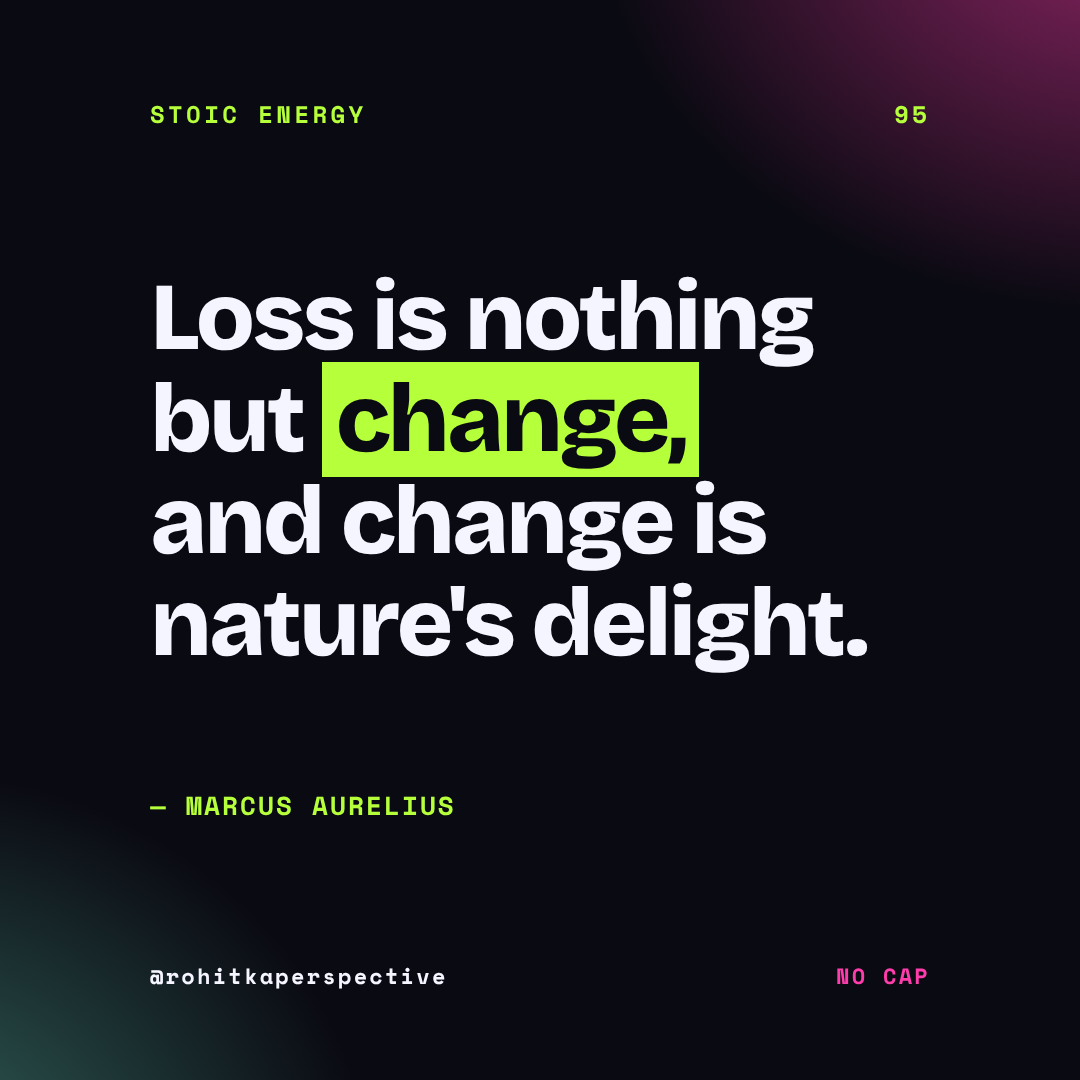 STOIC ENERGY
95
Loss is nothing
but change,
and change is
nature's delight.
— MARCUS AURELIUS
@rohitkaperspective
NO CAP